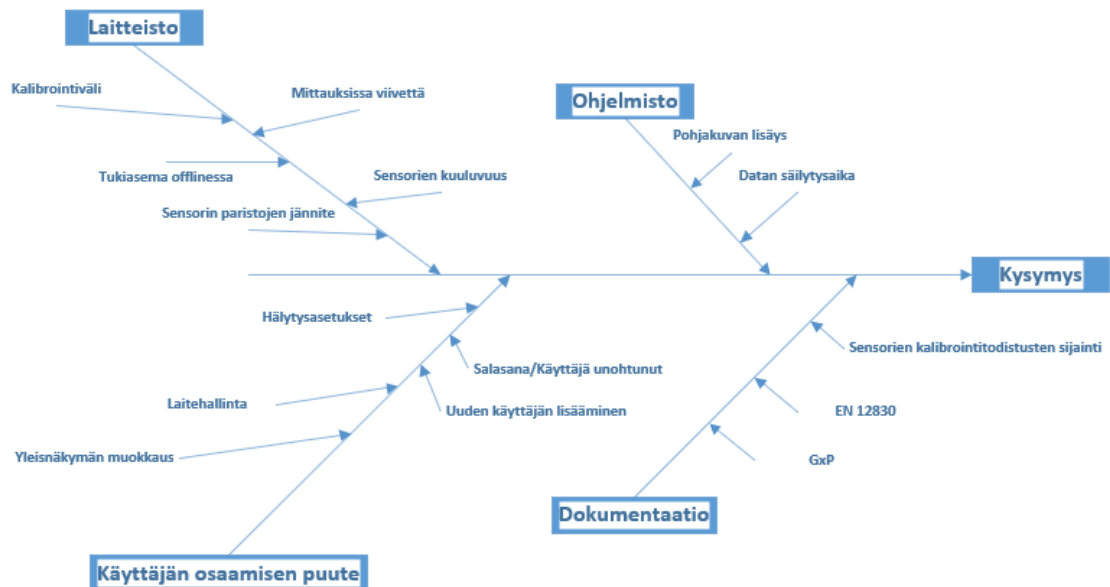 Laitteisto
Kalibrointiväli
Mittauksissa viivettä
Ohjelmisto
Pohjakuvan lisäys
Tukiasema offlinessa
Sensorien kuuluvuus
Datan säilytysaika
Sensorin paristojen jännite
Kysymys
Hälytysasetukset
Sensorien kalibrointitodistusten sijainti
Salasana/Käyttäjä unohtunut
Laitehallinta
Uuden käyttäjän lisääminen
EN 12830
Yleisnäkymän muokkaus
GxP
Dokumentaatio
Käyttäjän osaamisen puute